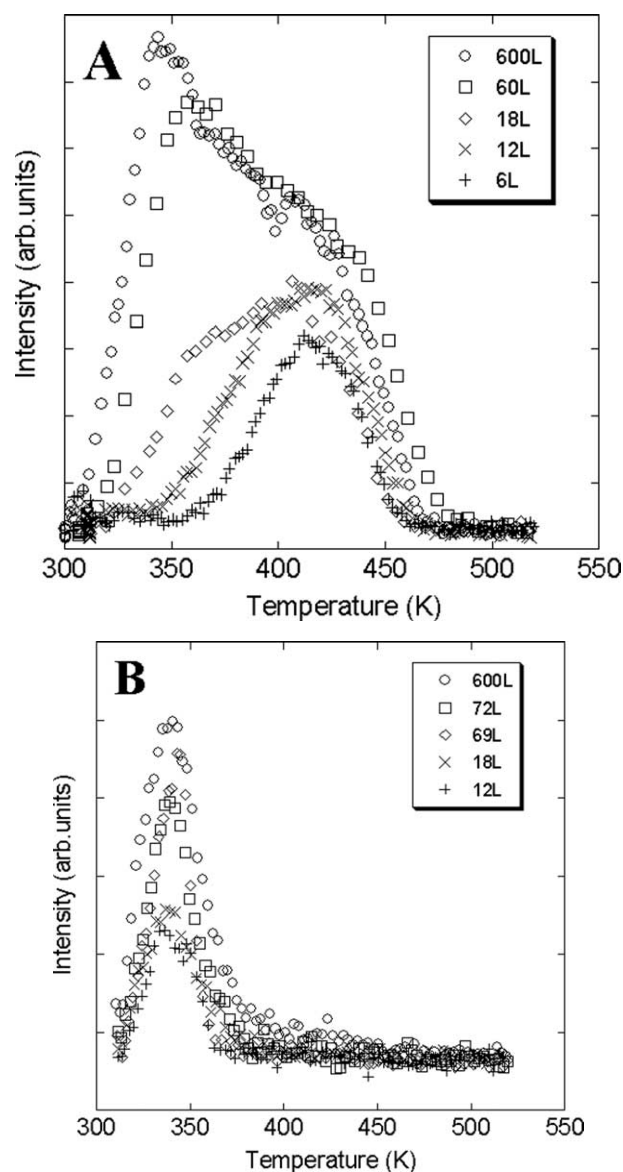 A
600L
60L
18L
12L
6L
Intensity (arb.units)
300 350 400 450 500 550
Temperature (K)
B
600L
72L
69L
18L
12L
Intensity (arb.units)
300 350 400 450 500 550
Temperature (K)